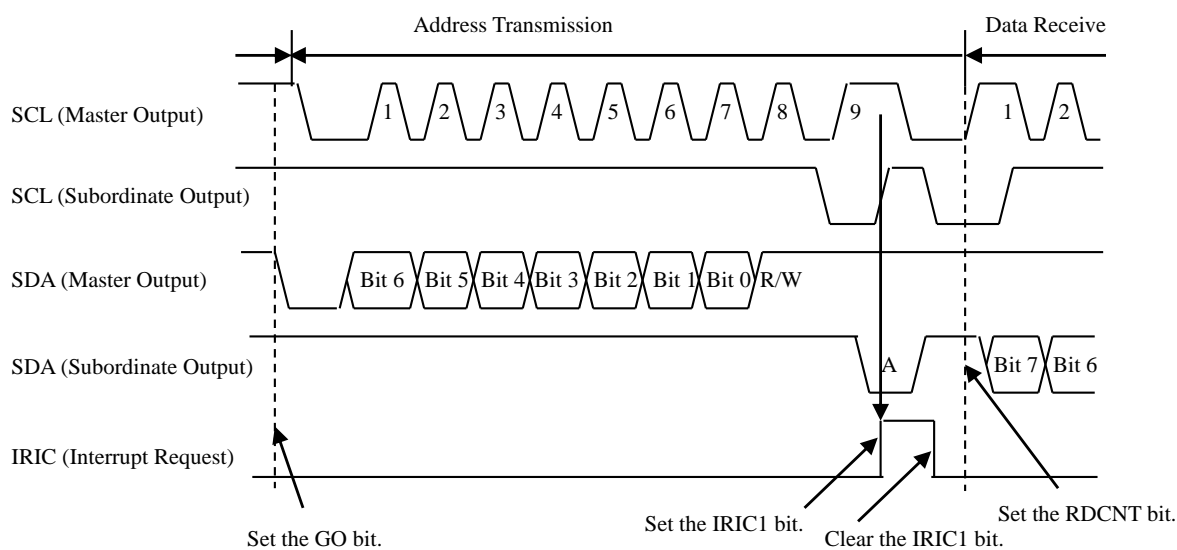 Address Transmission
Data Receive
SCL (Master Output)
1 2 3 4 5 6 7 8 9 1 2
SCL (Subordinate Output)
SDA (Master Output)
Bit 6 Bit 5 Bit 4 Bit 3 Bit 2 Bit 1 Bit 0 R/W
SDA (Subordinate Output)
A Bit 7 Bit 6
IRIC (Interrupt Request)
Set the GO bit.
Set the IRIC1 bit.
Clear the IRIC1 bit.
Set the RDCNT bit.